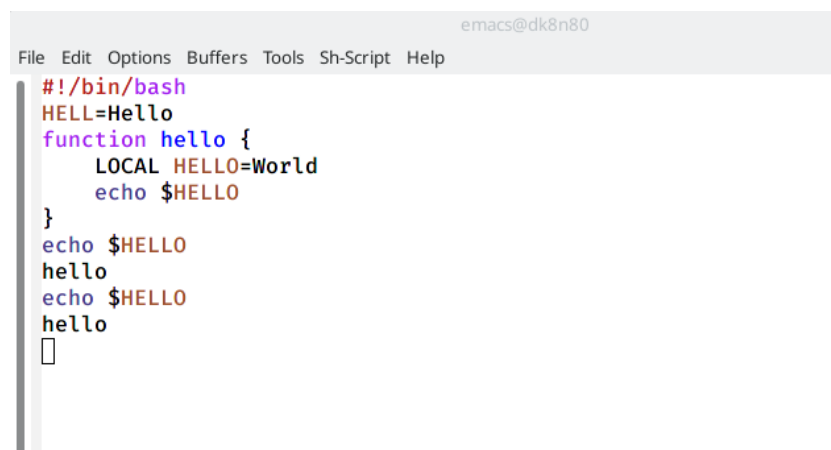 emacs@dk8n80
File Edit Options Buffers Tools Sh-Script Help
#!/bin/bash
HELL=Hello
function hello {
    LOCAL HELLO=World
    echo $HELLO
}
echo $HELLO
hello
echo $HELLO
hello